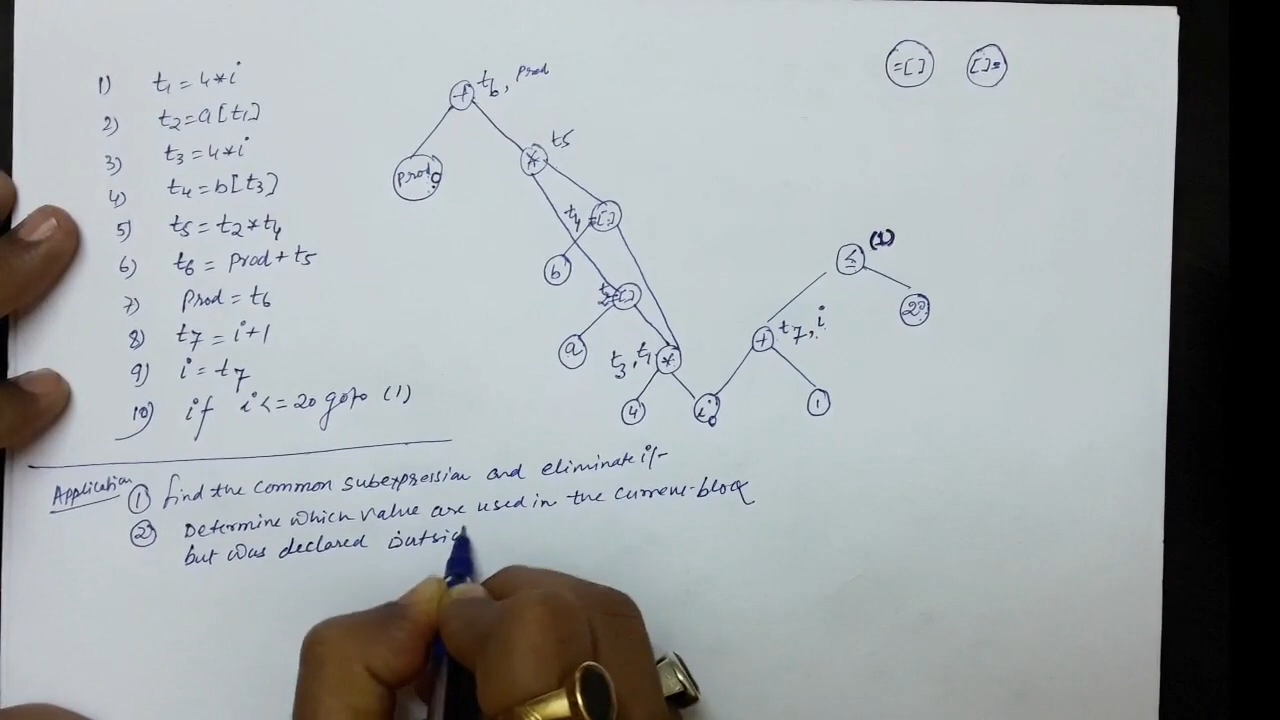 =[]
[]=
1) t1 = 4*i
2) t2=a[t1]
3) t3 = 4*i
4) t4 = b[t3]
5) t5 = t2*t4
6) t6 = Prod + t5
7) Prod = t6
8) t7 = i+1
9) i = t7
10) if i<=20 goto (1)
+ t6, Prod
Prod0
* t5
t4 =[]
b
t2 =[]
a
t3, t1 *
4
i0
≤ (1)
20
+ t7, i
1
Application
① find the common subexpression and eliminate it
② Determine which value are used in the current block
but was declared outsid